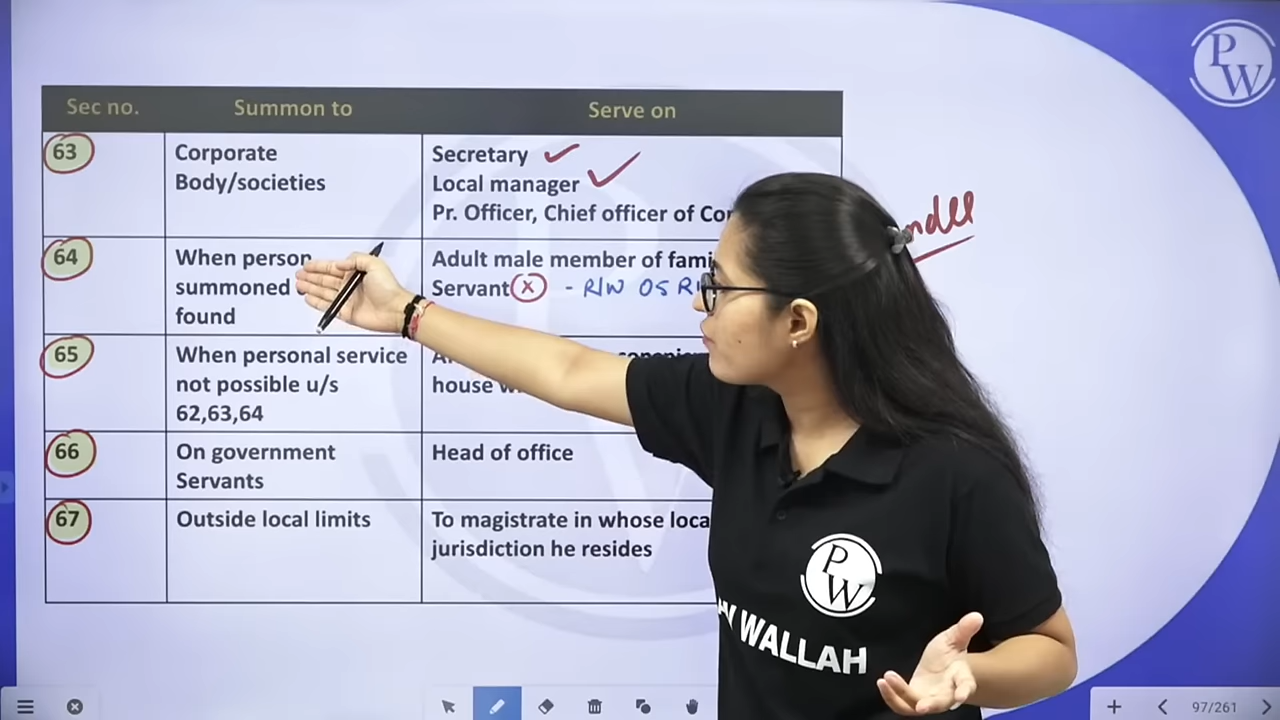 PW
Sec no. Summon to Serve on
63 Corporate Body/societies
Secretary
Local manager
Pr. Officer, Chief officer of
64 When person
summoned
found
Adult male member of
Servant x - R/W OS
65 When personal service
not possible u/s
62,63,64
house
66 On government
Servants
Head of office
67 Outside local limits
To magistrate in whose
jurisdiction he resides
PW
WALLAH
97/261